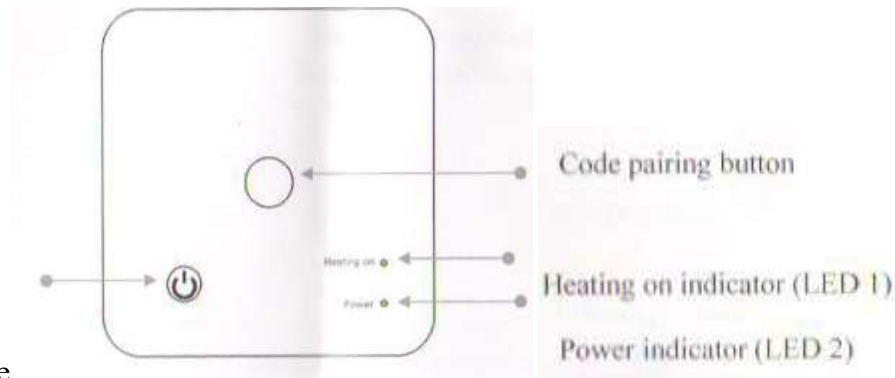 Code pairing button
Heating on
Heating on indicator (LED 1)
Power
Power indicator (LED 2)
e